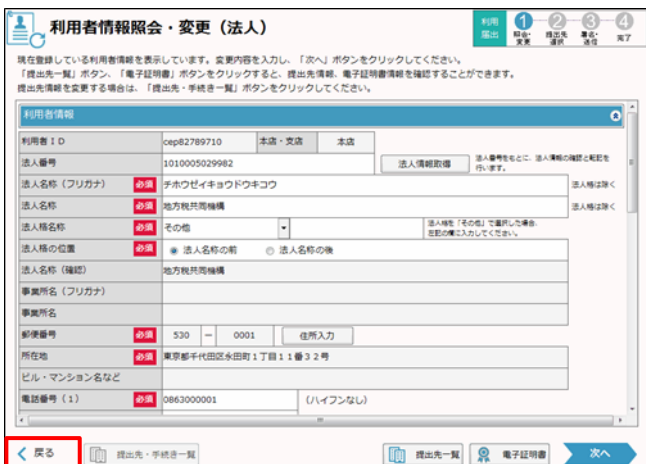 利用者情報照会・変更（法人）
利用
届出
1
照会・
変更
2
提出先
選択
3
署名・
送信
4
完了
現在登録している利用者情報を表示しています。変更内容を入力し、「次へ」ボタンをクリックしてください。
「提出先一覧」ボタン、「電子証明書」ボタンをクリックすると、提出先情報、電子証明書情報を確認することができます。
提出先情報を変更する場合は、「提出先・手続き一覧」ボタンをクリックしてください。
利用者情報
利用者ＩＤ cep82789710 本店・支店 本店
法人番号 1010005029982 法人情報取得 法人番号をもとに、法人情報の確認と転記を
行います。
法人名称（フリガナ） 必須 チホウゼイキョウドウキコウ 法人格は除く
法人名称 必須 地方税共同機構 法人格は除く
法人格名称 必須 その他 法人格を「その他」で選択した場合、
左記の欄に入力してください。
法人格の位置 必須 法人名称の前 法人名称の後
法人名称（確認） 地方税共同機構
事業所名（フリガナ）
事業所名
郵便番号 必須 530 － 0001 住所入力
所在地 必須 東京都千代田区永田町１丁目１１番３２号
ビル・マンション名など
電話番号（1） 必須 0863000001 （ハイフンなし）
戻る 提出先・手続き一覧 提出先一覧 電子証明書 次へ